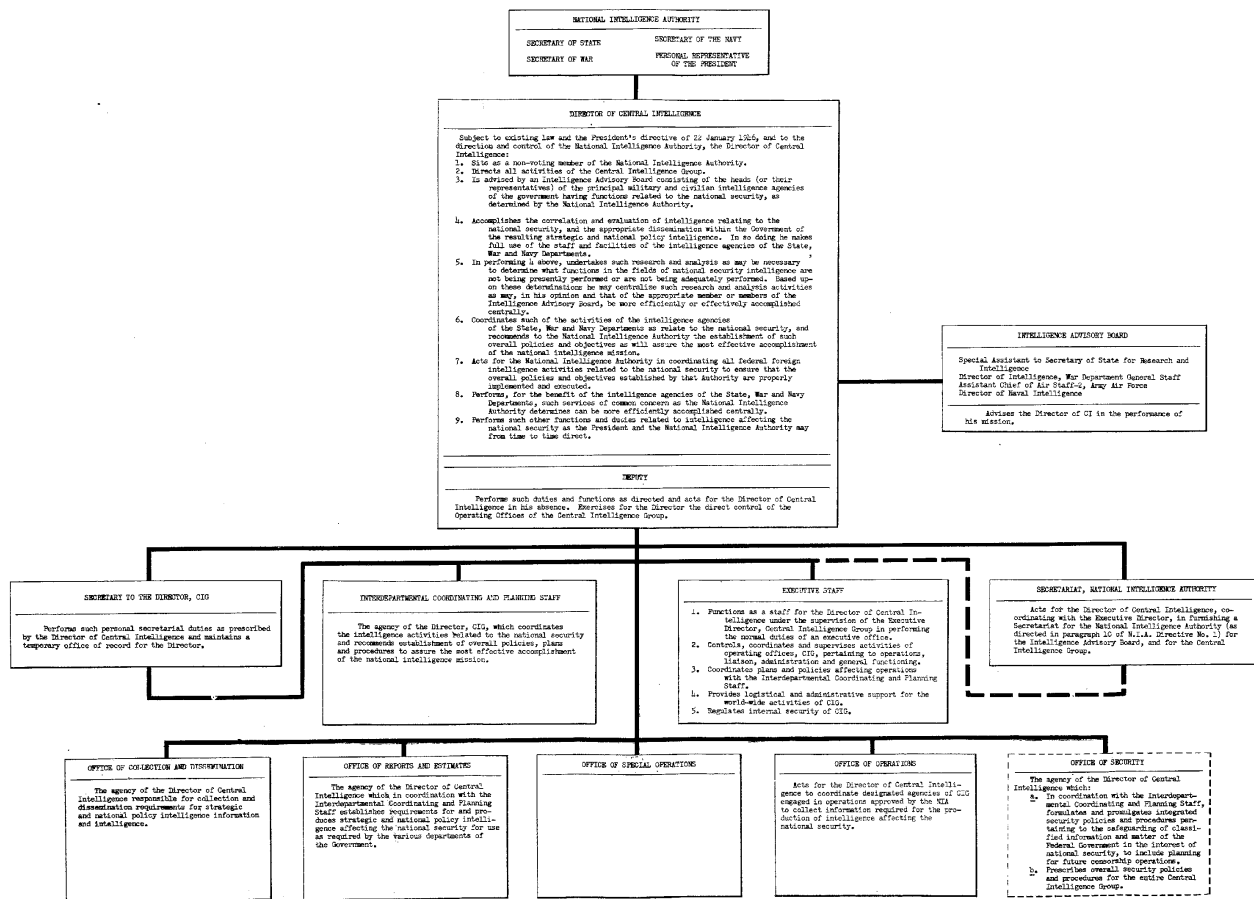 NATIONAL INTELLIGENCE AUTHORITY
SECRETARY OF STATE
SECRETARY OF THE NAVY
SECRETARY OF WAR
PERSONAL REPRESENTATIVE
OF THE PRESIDENT
DIRECTOR OF CENTRAL INTELLIGENCE
Subject to existing law and the President's directive of 22 January 1946, and to the
direction and control of the National Intelligence Authority, the Director of Central
Intelligence:
1. Sits as a non-voting member of the National Intelligence Authority.
2. Directs all activities of the Central Intelligence Group.
3. Is advised by an Intelligence Advisory Board consisting of the heads (or their
representatives) of the principal military and civilian intelligence agencies
of the government having functions related to the national security, as
determined by the National Intelligence Authority.
4. Accomplishes the correlation and evaluation of intelligence relating to the
national security, and the appropriate dissemination within the Government of
the resulting strategic and national policy intelligence. In so doing he makes
full use of the staff and facilities of the intelligence agencies of the State,
War and Navy Departments.
5. In performing 4 above, undertakes such research and analysis as may be necessary
to determine what functions in the fields of national security intelligence are
not being presently performed or are not being adequately performed. Based up-
on these determinations he may centralize such research and analysis activities
as may, in his opinion and that of the appropriate member or members of the
Intelligence Advisory Board, be more efficiently or effectively accomplished
centrally.
6. Coordinates such of the activities of the intelligence agencies
of the State, War and Navy Departments as relate to the national security, and
recommends to the National Intelligence Authority the establishment of such
overall policies and objectives as will assure the most effective accomplishment
of the national intelligence mission.
7. Acts for the National Intelligence Authority in coordinating all federal foreign
intelligence activities related to the national security to ensure that the
overall policies and objectives established by that Authority are properly
implemented and executed.
8. Performs, for the benefit of the intelligence agencies of the State, War and Navy
Departments, such services of common concern as the National Intelligence
Authority determines can be more efficiently accomplished centrally.
9. Performs such other functions and duties related to intelligence affecting the
national security as the President and the National Intelligence Authority may
from time to time direct.
DEPUTY
Performs such duties and functions as directed and acts for the Director of Central
Intelligence in his absence. Exercises for the Director the direct control of the
Operating Offices of the Central Intelligence Group.
INTELLIGENCE ADVISORY BOARD
Special Assistant to Secretary of State for Research and
Intelligence
Director of Intelligence, War Department General Staff
Assistant Chief of Air Staff-2, Army Air Force
Director of Naval Intelligence
Advises the Director of CI in the performance of
his mission.
SECRETARY TO THE DIRECTOR, CIG
Performs such personal secretarial duties as prescribed
by the Director of Central Intelligence and maintains a
temporary office of record for the Director.
INTERDEPARTMENTAL COORDINATING AND PLANNING STAFF
The agency of the Director, CIG, which coordinates
the intelligence activities related to the national security
and recommends establishment of overall policies, plans
and procedures to assure the most effective accomplishment
of the national intelligence mission.
EXECUTIVE STAFF
1. Functions as a staff for the Director of Central In-
telligence under the supervision of the Executive
Director, Central Intelligence Group in performing
the normal duties of an executive office.
2. Controls, coordinates and supervises activities of
operating offices, CIG, pertaining to operations,
liaison, administration and general functioning.
3. Coordinates plans and policies affecting operations
with the Interdepartmental Coordinating and Planning
Staff.
4. Provides logistical and administrative support for the
world-wide activities of CIG.
5. Regulates internal security of CIG.
SECRETARIAT, NATIONAL INTELLIGENCE AUTHORITY
Acts for the Director of Central Intelligence, co-
ordinating with the Executive Director, in furnishing a
Secretariat for the National Intelligence Authority (as
directed in paragraph 10 of N.I.A. Directive No. 1) for
the Intelligence Advisory Board, and for the Central
Intelligence Group.
OFFICE OF COLLECTION AND DISSEMINATION
The agency of the Director of Central
Intelligence responsible for collection and
dissemination requirements for strategic
and national policy intelligence information
and intelligence.
OFFICE OF REPORTS AND ESTIMATES
The agency of the Director of Central
Intelligence which in coordination with the
Interdepartmental Coordinating and Planning
Staff establishes requirements for and pro-
duces strategic and national policy intelli-
gence affecting the national security for use
as required by the various departments of
the Government.
OFFICE OF SPECIAL OPERATIONS
OFFICE OF OPERATIONS
Acts for the Director of Central Intelli-
gence to coordinate designated agencies of CIG
engaged in operations approved by the NIA
to collect information required for the pro-
duction of intelligence affecting the
national security.
OFFICE OF SECURITY
The agency of the Director of Central
Intelligence which:
a. In coordination with the Interdepart-
mental Coordinating and Planning Staff,
formulates and promulgates integrated
security policies and procedures per-
taining to the safeguarding of classi-
fied information and matter of the
Federal Government in the interest of
national security, to include planning
for future censorship operations.
b. Prescribes overall security policies
and procedures for the entire Central
Intelligence Group.